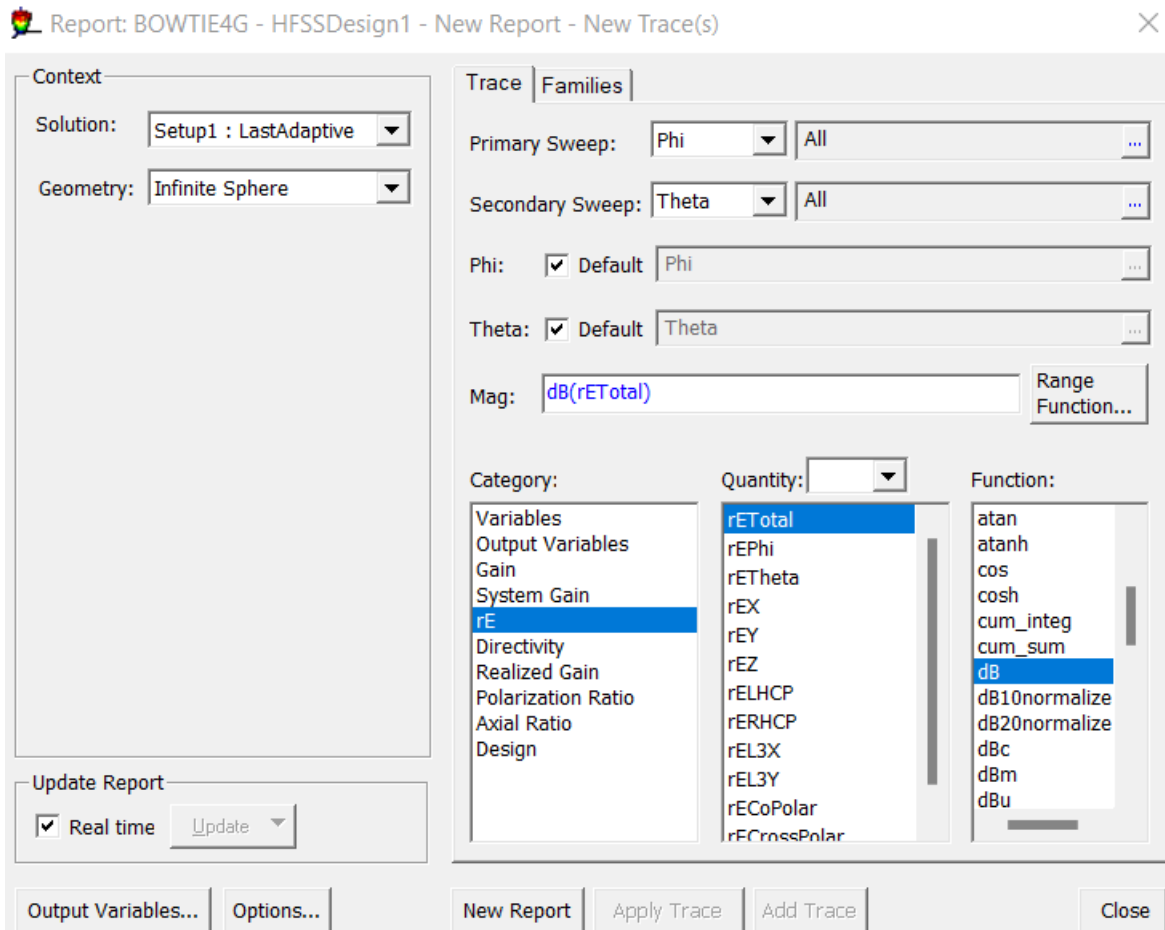 Report: BOWTIE4G - HFSSDesign1 - New Report - New Trace(s)
Context
Solution: Setup1 : LastAdaptive
Geometry: Infinite Sphere
Update Report
Real time Update
Output Variables... Options...
Trace Families
Primary Sweep: Phi All ...
Secondary Sweep: Theta All ...
Phi: Default Phi ...
Theta: Default Theta ...
Mag: dB(rETotal) Range
Function...
Category:
Variables
Output Variables
Gain
System Gain
rE
Directivity
Realized Gain
Polarization Ratio
Axial Ratio
Design
Quantity:
rETotal
rEPhi
rETheta
rEX
rEY
rEZ
rELHCP
rERHCP
rEL3X
rEL3Y
rECoPolar
rECrossPolar
Function:
atan
atanh
cos
cosh
cum_integ
cum_sum
dB
dB10normalize
dB20normalize
dBc
dBm
dBu
New Report Apply Trace Add Trace Close